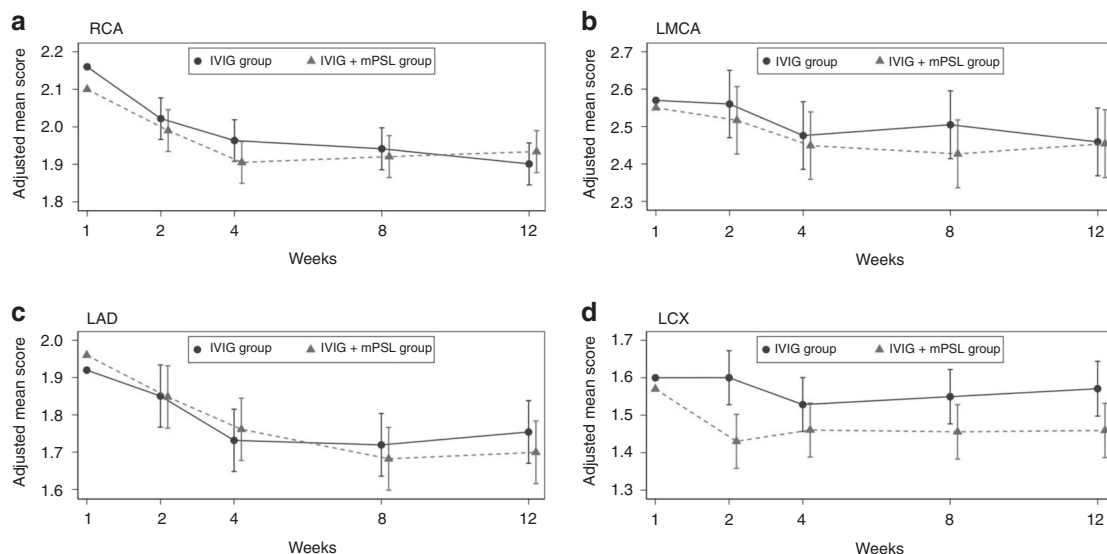 a
RCA
Adjusted mean score
2.2
2.1
2.0
1.9
1.8
IVIG group
IVIG + mPSL group
1 2 4 8 12
Weeks
b
LMCA
Adjusted mean score
2.7
2.6
2.5
2.4
2.3
IVIG group
IVIG + mPSL group
1 2 4 8 12
Weeks
c
LAD
Adjusted mean score
2.0
1.9
1.8
1.7
1.6
IVIG group
IVIG + mPSL group
1 2 4 8 12
Weeks
d
LCX
Adjusted mean score
1.7
1.6
1.5
1.4
1.3
IVIG group
IVIG + mPSL group
1 2 4 8 12
Weeks